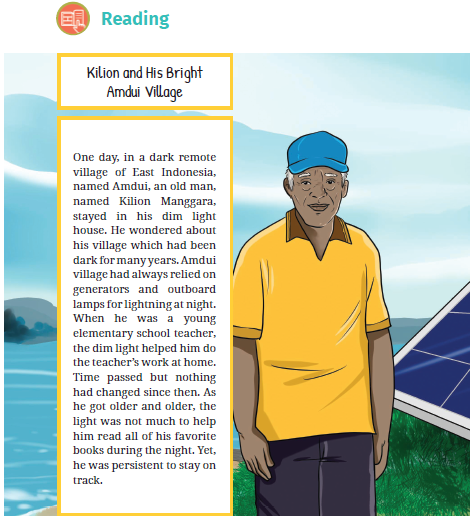 Reading
Kilion and His Bright
Amdui Village
One day, in a dark remote
village of East Indonesia,
named Amdui, an old man,
named Kilion Manggara,
stayed in his dim light
house. He wondered about
his village which had been
dark for many years. Amdui
village had always relied on
generators and outboard
lamps for lightning at night.
When he was a young
elementary school teacher,
the dim light helped him do
the teacher's work at home.
Time passed but nothing
had changed since then. As
he got older and older, the
light was not much to help
him read all of his favorite
books during the night. Yet,
he was persistent to stay on
track.